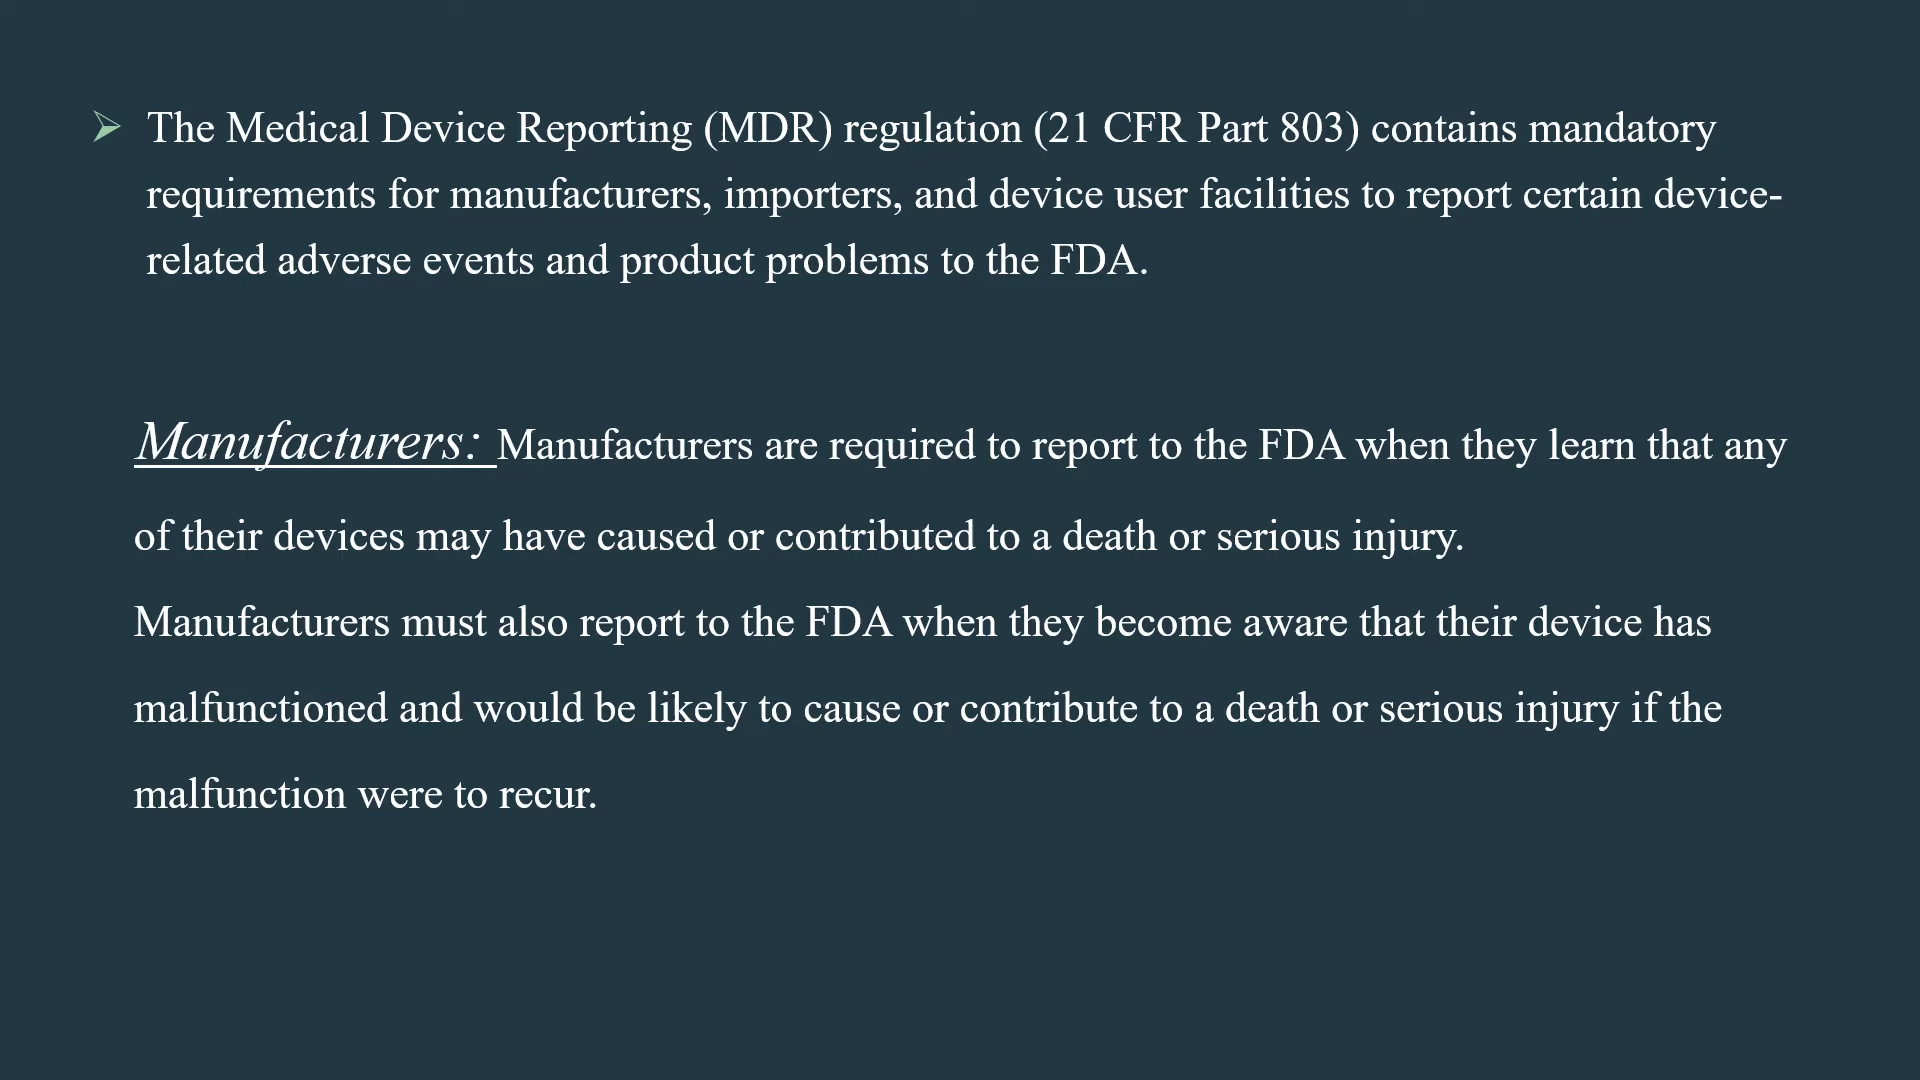 The Medical Device Reporting (MDR) regulation (21 CFR Part 803) contains mandatory
requirements for manufacturers, importers, and device user facilities to report certain device-
related adverse events and product problems to the FDA.
Manufacturers: Manufacturers are required to report to the FDA when they learn that any
of their devices may have caused or contributed to a death or serious injury.
Manufacturers must also report to the FDA when they become aware that their device has
malfunctioned and would be likely to cause or contribute to a death or serious injury if the
malfunction were to recur.